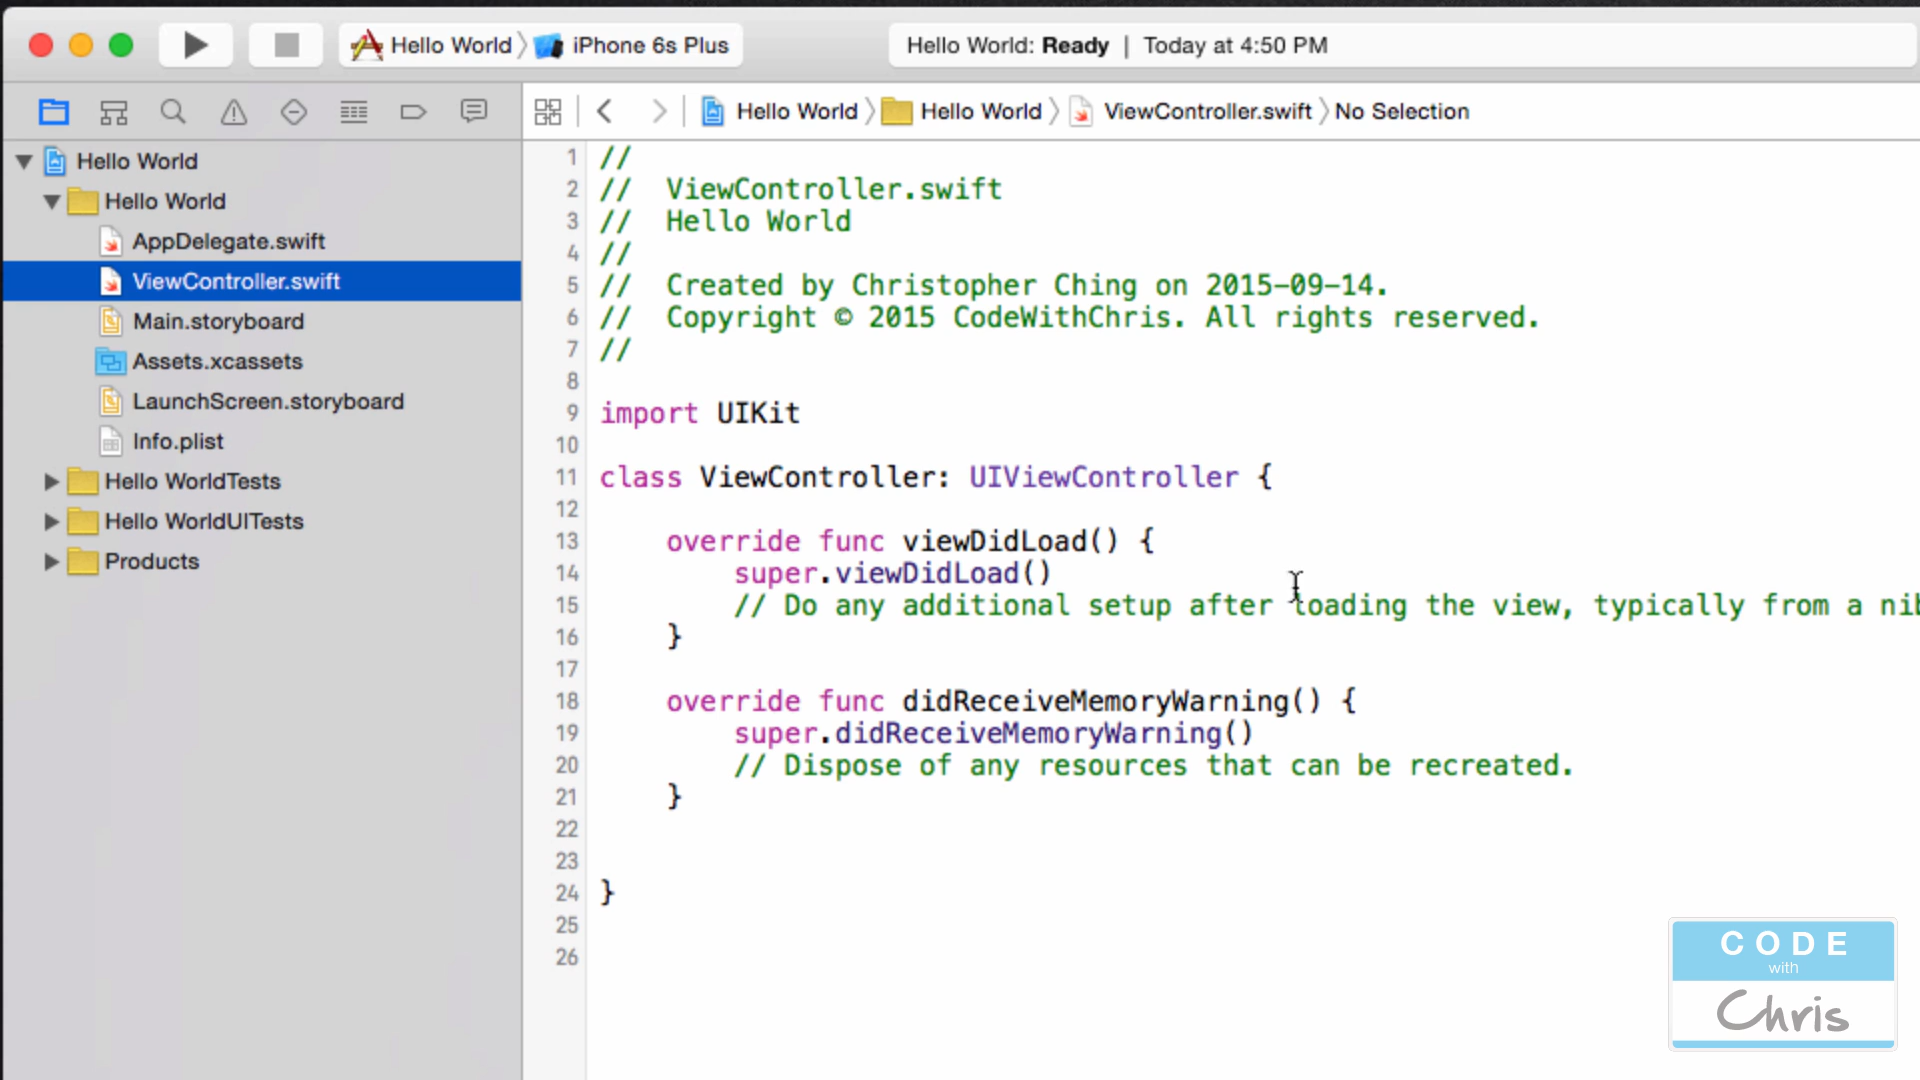 Hello World 〉 iPhone 6s Plus
Hello World: Ready | Today at 4:50 PM
Hello World 〉 Hello World 〉 ViewController.swift 〉 No Selection
Hello World
Hello World
AppDelegate.swift
ViewController.swift
Main.storyboard
Assets.xcassets
LaunchScreen.storyboard
Info.plist
Hello WorldTests
Hello WorldUITests
Products
1 //
2 //  ViewController.swift
3 //  Hello World
4 //
5 //  Created by Christopher Ching on 2015-09-14.
6 //  Copyright © 2015 CodeWithChris. All rights reserved.
7 //
8
9 import UIKit
10
11 class ViewController: UIViewController {
12
13     override func viewDidLoad() {
14         super.viewDidLoad()
15         // Do any additional setup after loading the view, typically from a nib
16     }
17
18     override func didReceiveMemoryWarning() {
19         super.didReceiveMemoryWarning()
20         // Dispose of any resources that can be recreated.
21     }
22
23
24 }
25
26
CODE
with
Chris